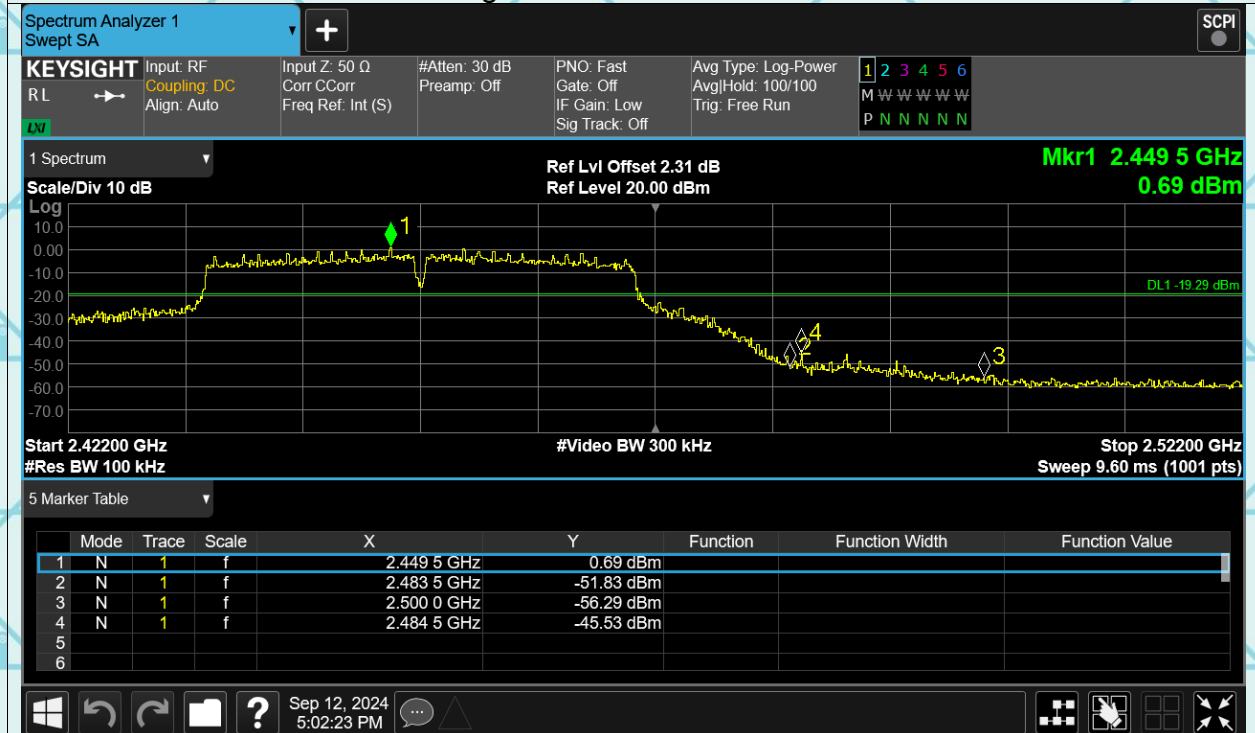 Spectrum Analyzer 1
Swept SA
SCPI
KEYSIGHT
RL
LXI
Input: RF
Coupling: DC
Align: Auto
Input Z: 50 Ω
Corr CCorr
Freq Ref: Int (S)
#Atten: 30 dB
Preamp: Off
PNO: Fast
Gate: Off
IF Gain: Low
Sig Track: Off
Avg Type: Log-Power
Avg|Hold: 100/100
Trig: Free Run
1 2 3 4 5 6
M W W W W W
P N N N N N N
1 Spectrum
Scale/Div 10 dB
Ref Lvl Offset 2.31 dB
Ref Level 20.00 dBm
Mkr1 2.449 5 GHz
0.69 dBm
Log
10.0
0.00
-10.0
-20.0
-30.0
-40.0
-50.0
-60.0
-70.0
1
2
4
3
DL1 -19.29 dBm
Start 2.42200 GHz
#Res BW 100 kHz
#Video BW 300 kHz
Stop 2.52200 GHz
Sweep 9.60 ms (1001 pts)
5 Marker Table
Mode Trace Scale X Y Function Function Width Function Value
1 N 1 f 2.449 5 GHz 0.69 dBm
2 N 1 f 2.483 5 GHz -51.83 dBm
3 N 1 f 2.500 0 GHz -56.29 dBm
4 N 1 f 2.484 5 GHz -45.53 dBm
5
6
?
Sep 12, 2024
5:02:23 PM